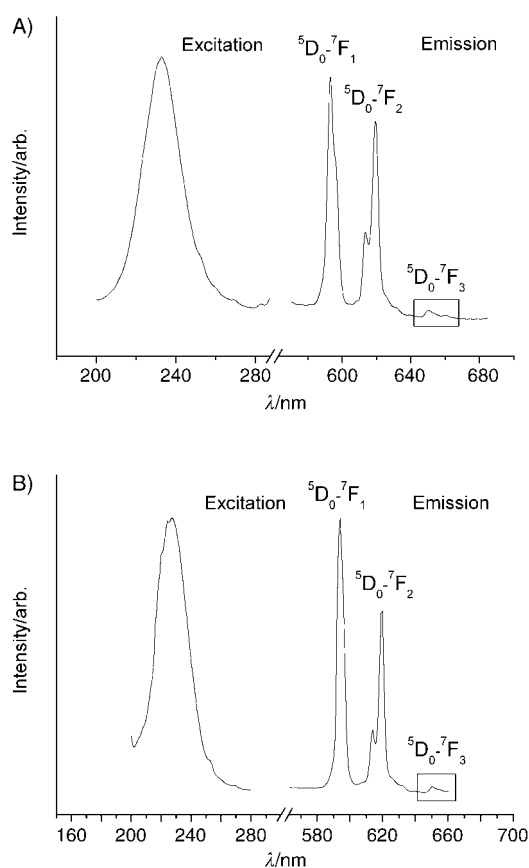 A)
Excitation
⁵D₀-⁷F₁
Emission
⁵D₀-⁷F₂
⁵D₀-⁷F₃
Intensity/arb.
200 240 280 600 640 680
λ/nm
B)
Excitation
⁵D₀-⁷F₁
Emission
⁵D₀-⁷F₂
⁵D₀-⁷F₃
Intensity/arb.
160 200 240 280 580 620 660 700
λ/nm